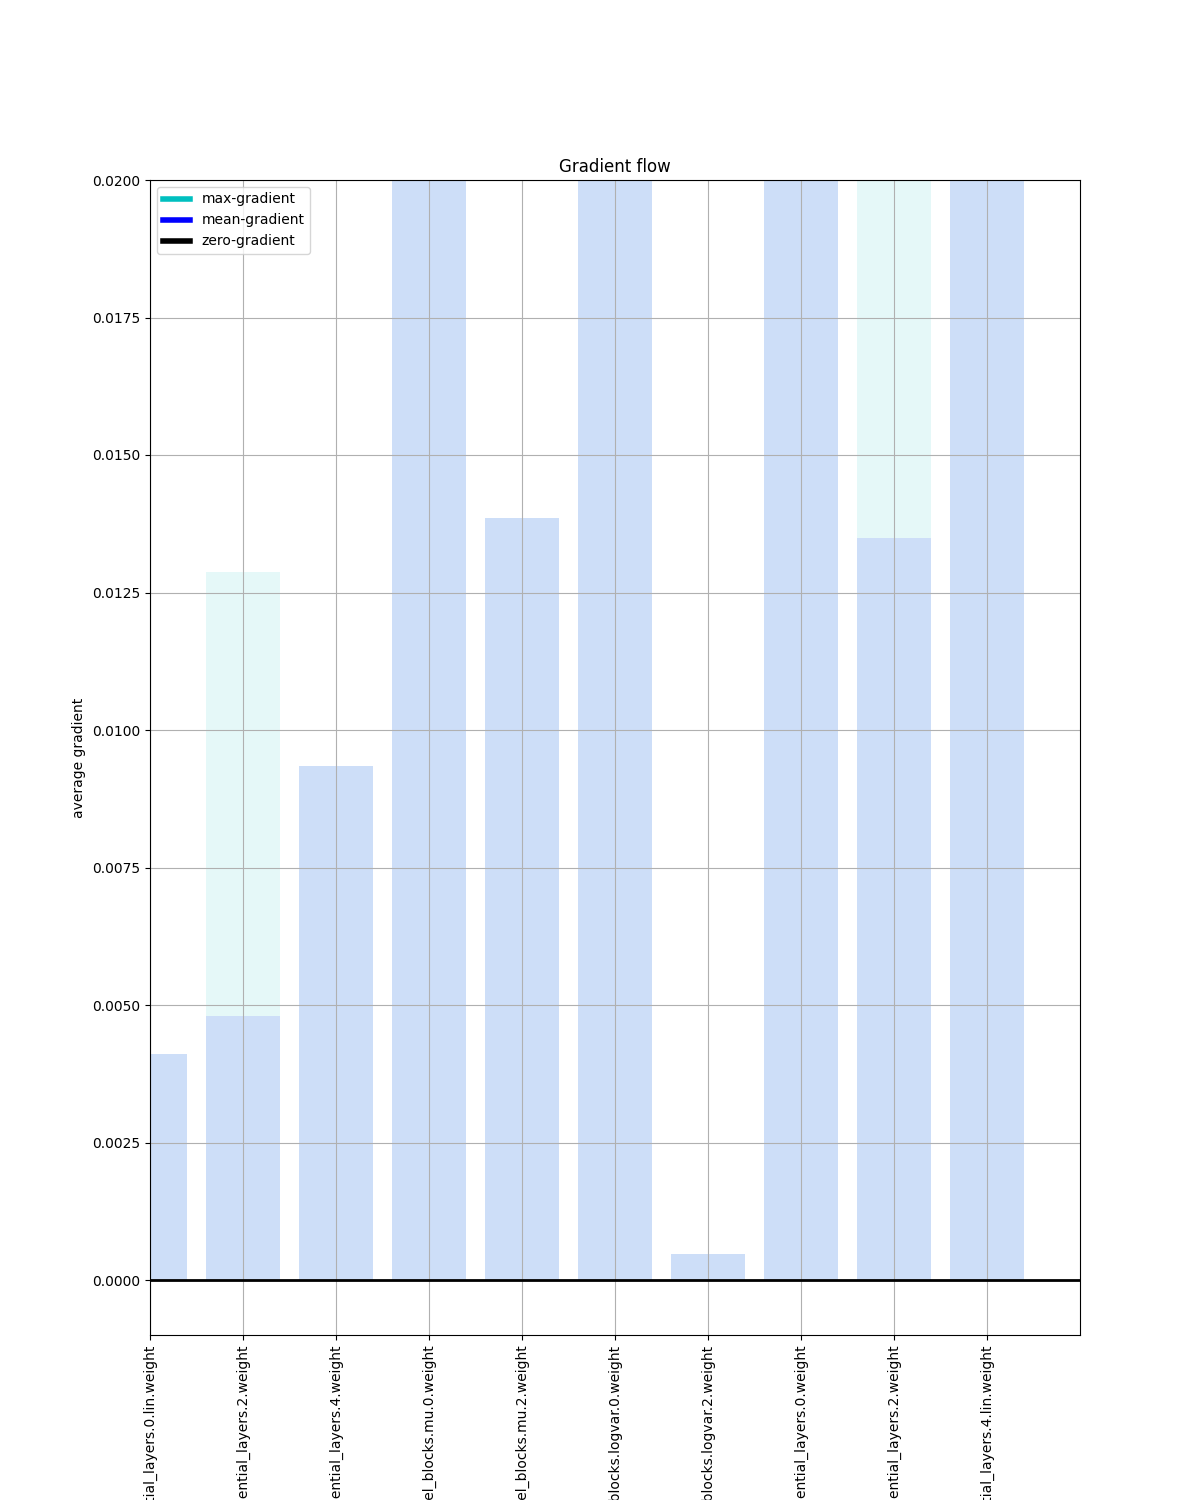 Gradient flow
max-gradient
mean-gradient
zero-gradient
0.0200
0.0175
0.0150
0.0125
0.0100
0.0075
0.0050
0.0025
0.0000
average gradient
tial_layers.0.lin.weight
ential_layers.2.weight
ential_layers.4.weight
el_blocks.mu.0.weight
el_blocks.mu.2.weight
blocks.logvar.0.weight
blocks.logvar.2.weight
ential_layers.0.weight
ential_layers.2.weight
tial_layers.4.lin.weight